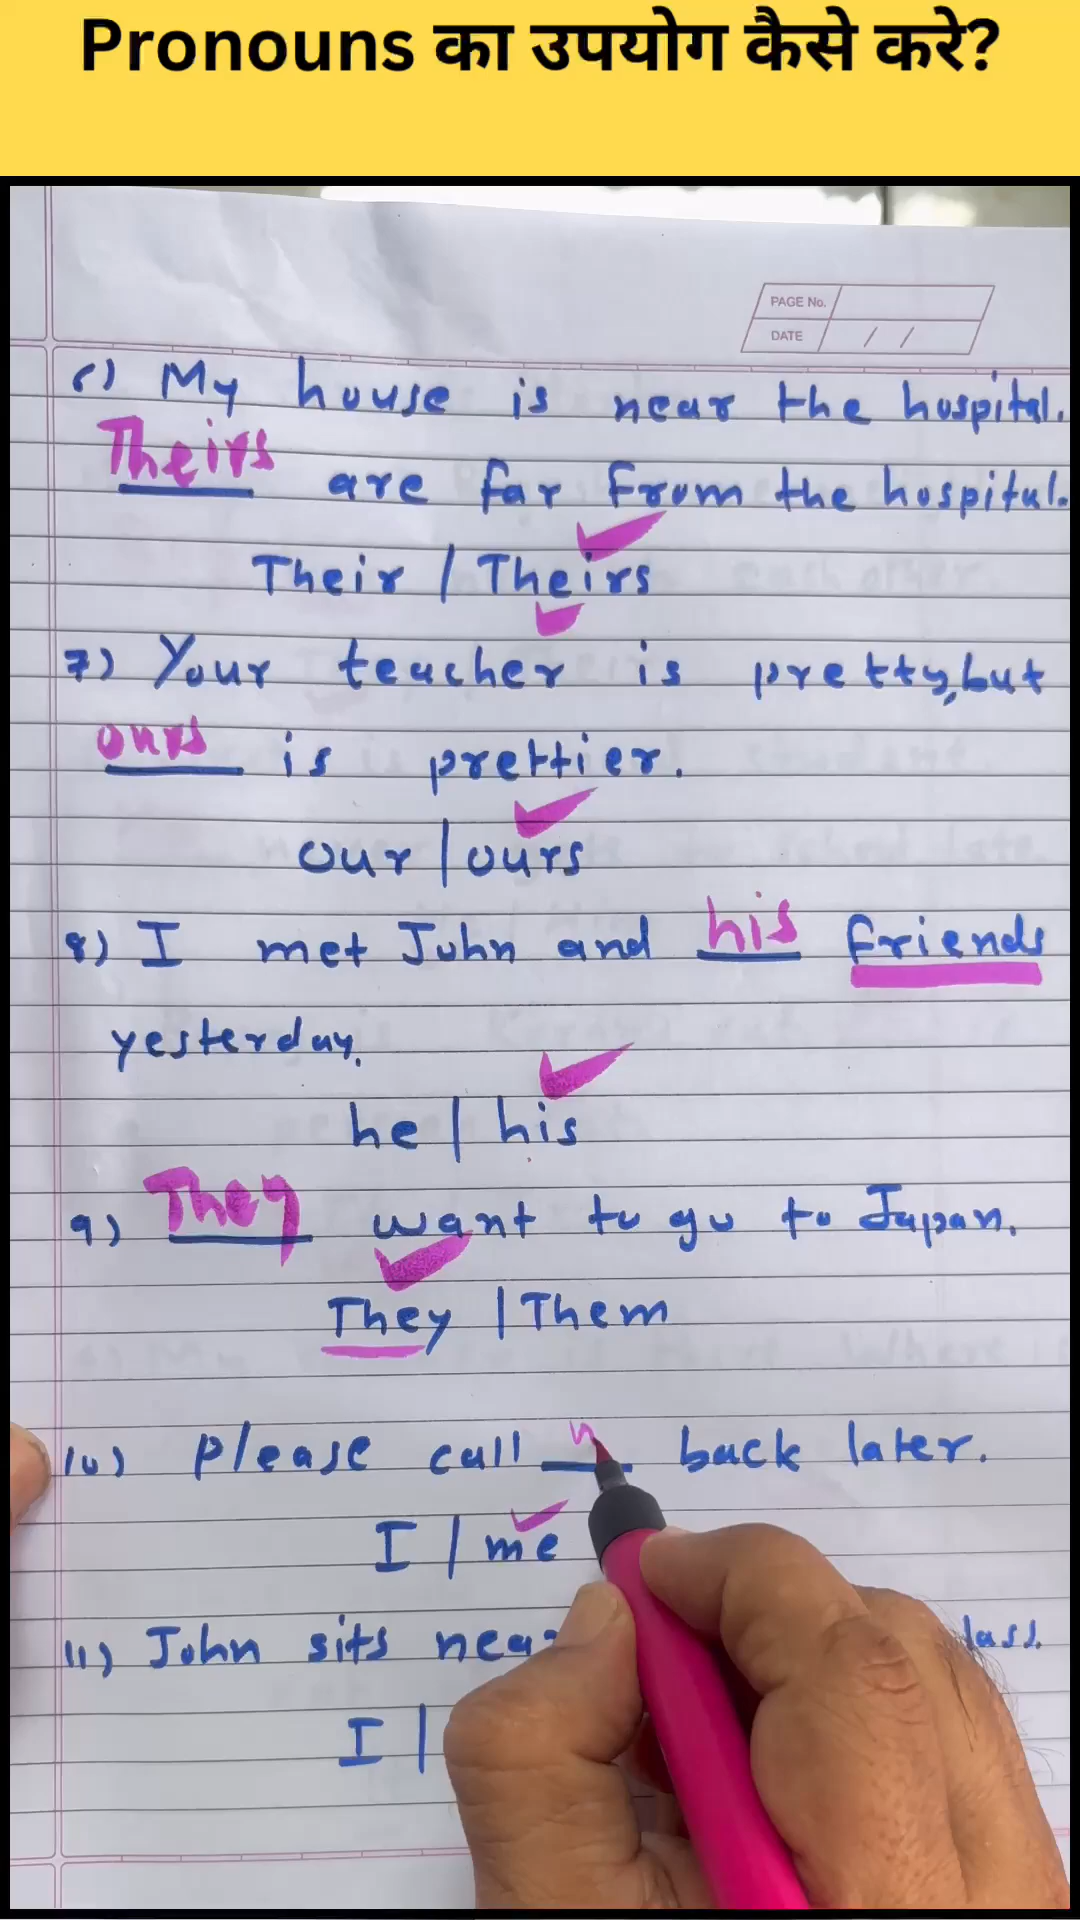 Pronouns का उपयोग कैसे करे?
PAGE No.
DATE / /
6) My house is near the hospital.
Theirs are far from the hospital.
Their / Theirs
7) Your teacher is pretty, but
ours is prettier.
our | ours
8) I met John and his friends
yesterday.
he | his
9) They want to go to Japan.
They | Them
10) please call back later.
I | me
11) John sits near
I |